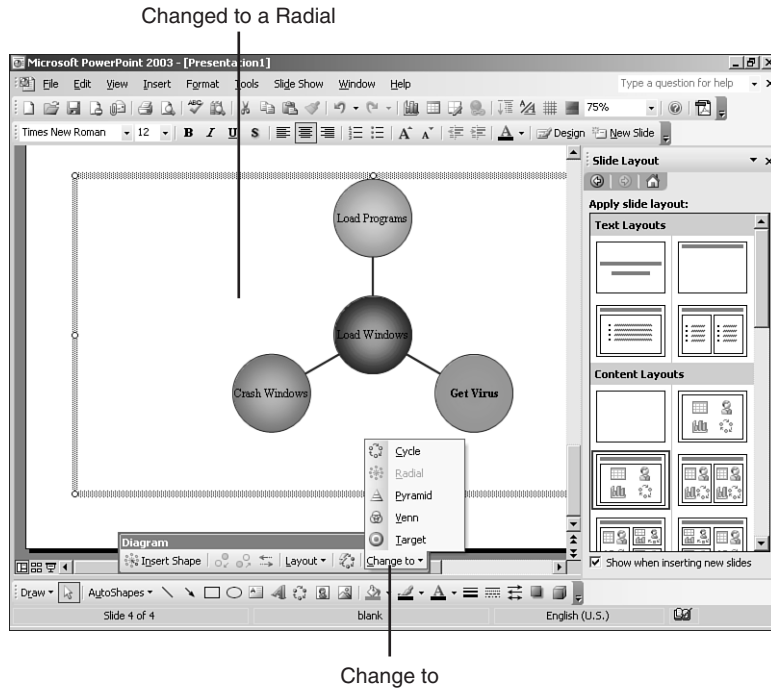 Changed to a Radial
Microsoft PowerPoint 2003 - [Presentation1]
File Edit View Insert Format Tools Slide Show Window Help
Type a question for help
75%
Times New Roman 12 B I U S A A A Design New Slide
Slide Layout
Apply slide layout:
Text Layouts
Content Layouts
Load Programs
Load Windows
Crash Windows
Get Virus
Cycle
Radial
Pyramid
Venn
Target
Diagram
Insert Shape Layout Change to
Show when inserting new slides
Draw AutoShapes A A
Slide 4 of 4 blank English (U.S.)
Change to